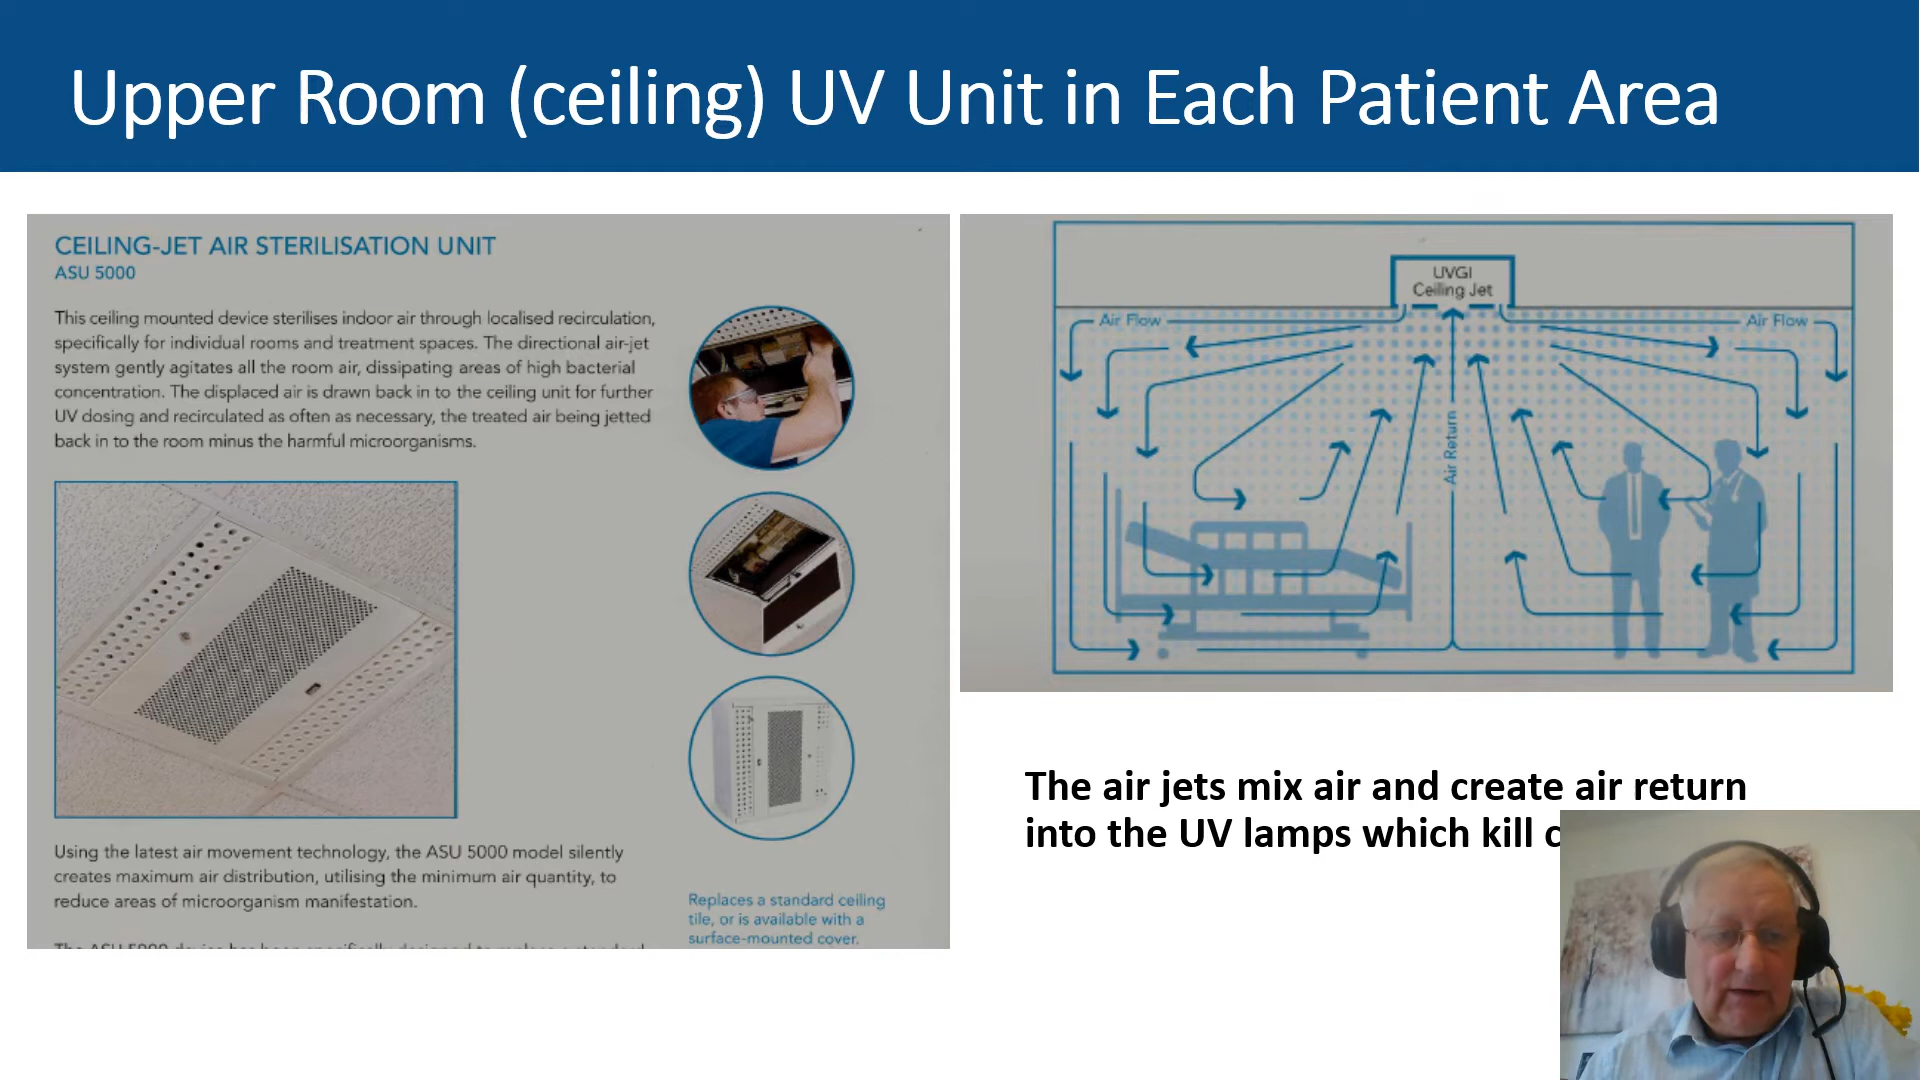 Upper Room (ceiling) UV Unit in Each Patient Area
CEILING-JET AIR STERILISATION UNIT
ASU 5000
This ceiling mounted device sterilises indoor air through localised recirculation,
specifically for individual rooms and treatment spaces. The directional air-jet
system gently agitates all the room air, dissipating areas of high bacterial
concentration. The displaced air is drawn back in to the ceiling unit for further
UV dosing and recirculated as often as necessary, the treated air being jetted
back in to the room minus the harmful microorganisms.
Using the latest air movement technology, the ASU 5000 model silently
creates maximum air distribution, utilising the minimum air quantity, to
reduce areas of microorganism manifestation.
Replaces a standard ceiling
tile, or is available with a
surface-mounted cover.
UVGI
Ceiling Jet
Air Flow
Air Flow
Air Return
The air jets mix air and create air return
into the UV lamps which kill